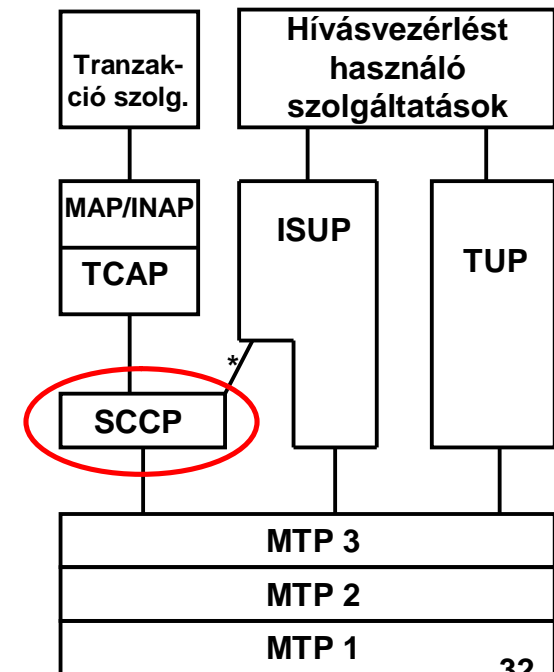 Tranzak-
ció szolg.
Hívásvezérlést
használó
szolgáltatások
MAP/INAP
TCAP
ISUP
TUP
*
SCCP
MTP 3
MTP 2
MTP 1
32